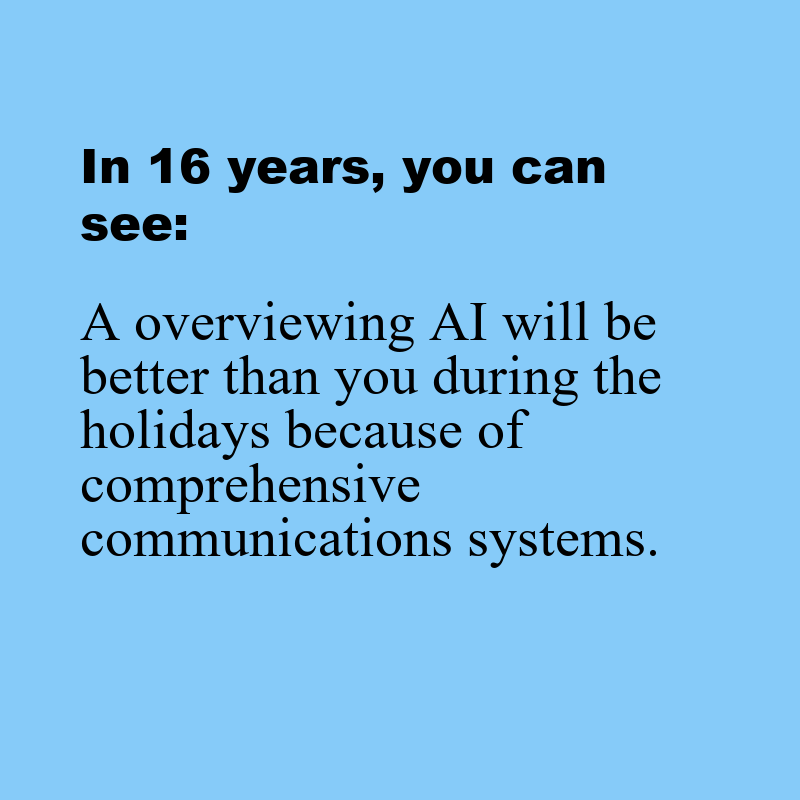 In 16 years, you can
see:
A overviewing AI will be
better than you during the
holidays because of
comprehensive
communications systems.